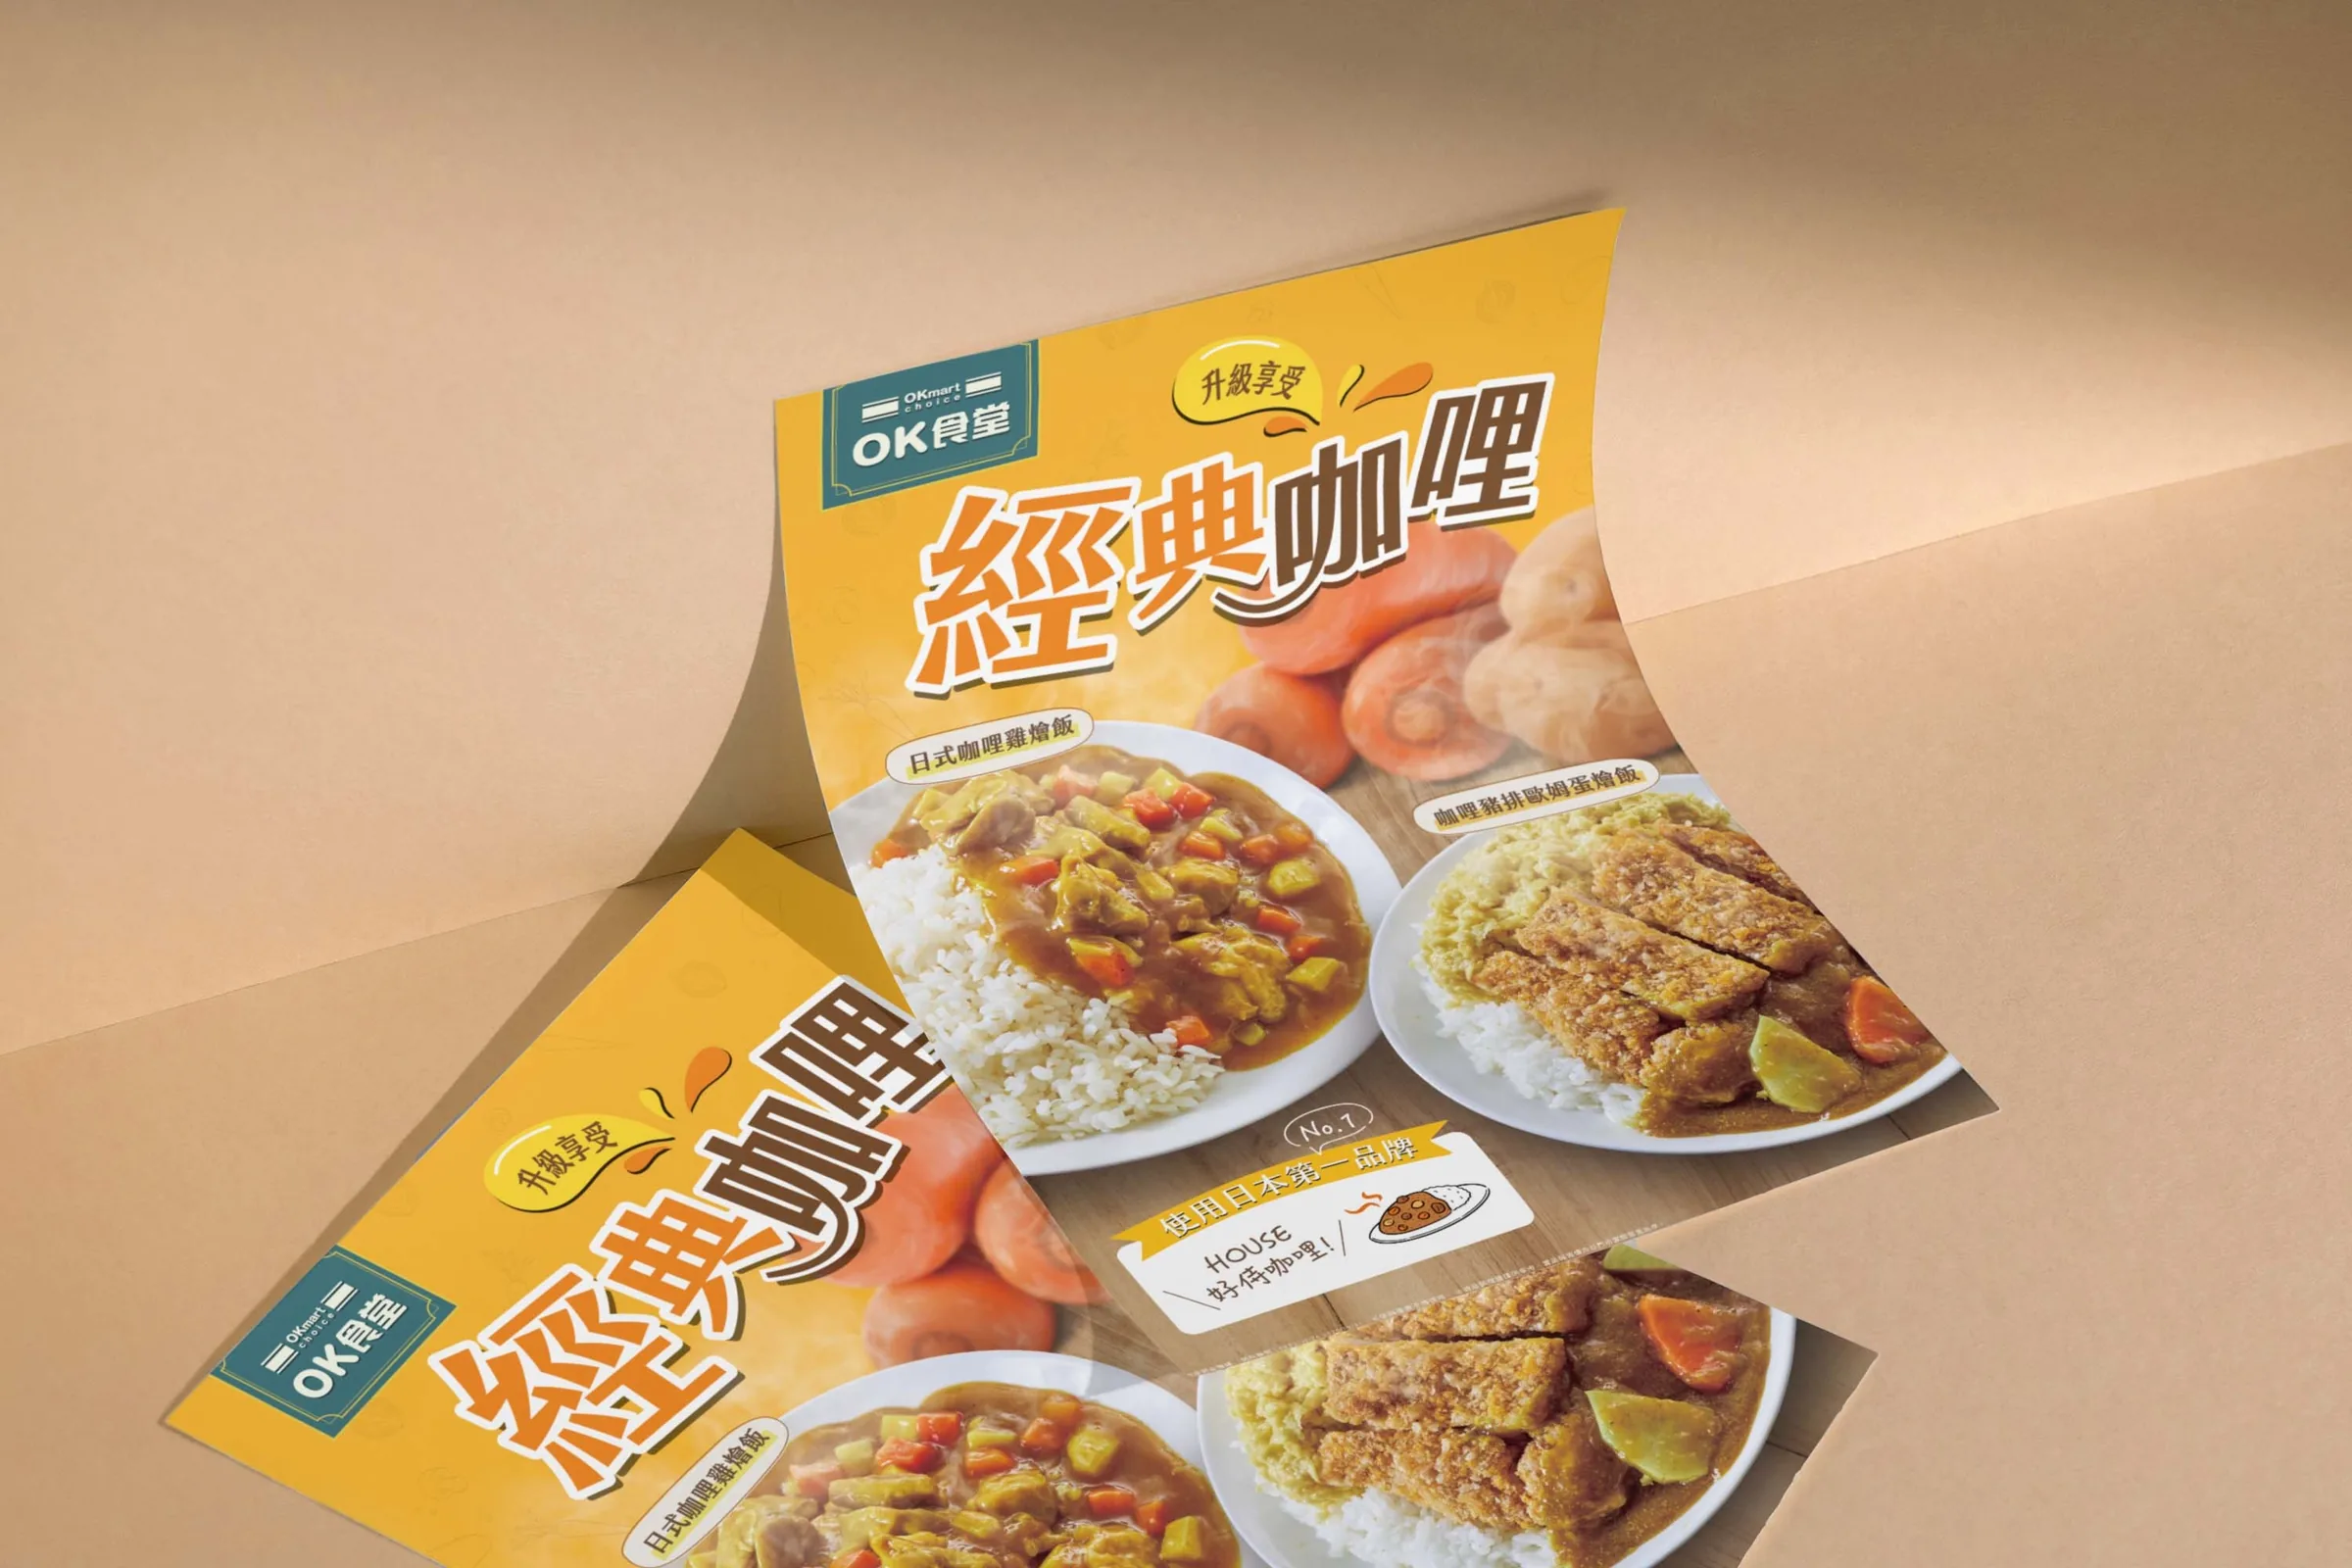 OKmart
choice
OK食堂
升級享受
經典咖哩
日式咖哩雞燴飯
咖哩豬排歐姆蛋燴飯
No.1
使用日本第一品牌
HOUSE
好侍咖哩!
升級享受
經典咖哩
OKmart
choice
OK食堂
日式咖哩雞燴飯